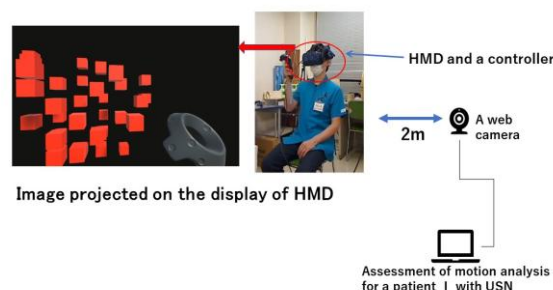 HMD and a controller
2m
A web
camera
Image projected on the display of HMD
Assessment of motion analysis
for a patient I with USN